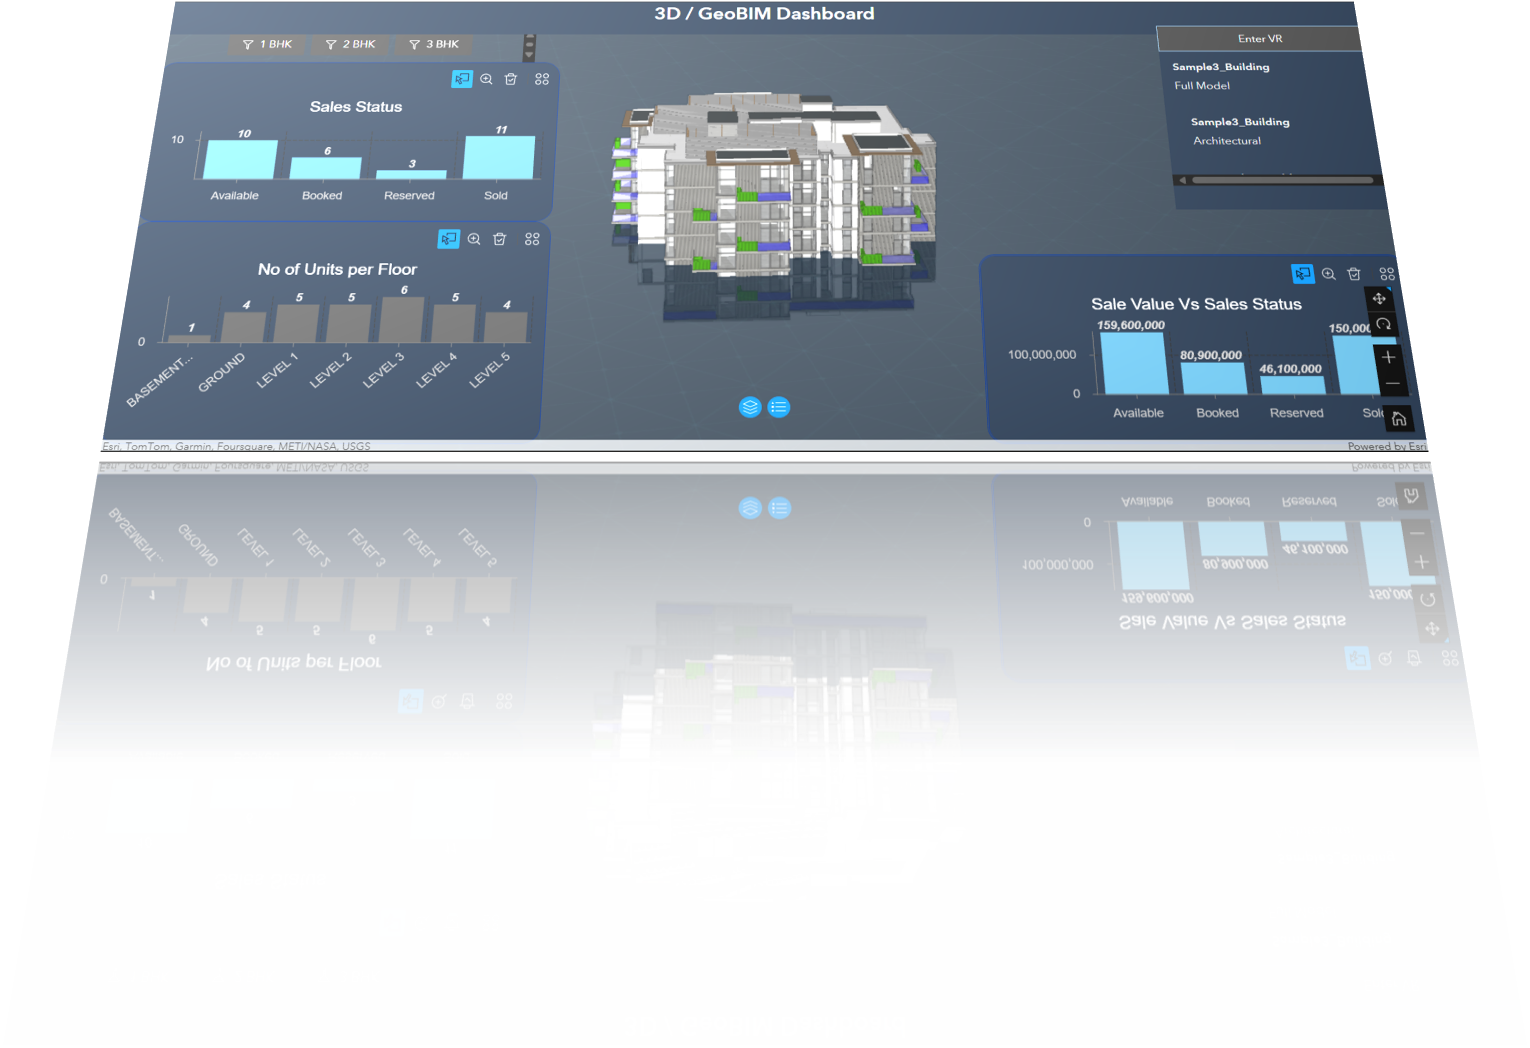 3D / GeoBIM Dashboard
1 BHK
2 BHK
3 BHK
Enter VR
Sample3_Building
Full Model
Sample3_Building
Architectural
Sales Status
10
10
6
3
11
Available
Booked
Reserved
Sold
No of Units per Floor
0
1
4
5
5
6
5
4
BASEMENT...
GROUND
LEVEL 1
LEVEL 2
LEVEL 3
LEVEL 4
LEVEL 5
Sale Value Vs Sales Status
159,600,000
80,900,000
46,100,000
150,000
100,000,000
0
Available
Booked
Reserved
Sold
Esri, TomTom, Garmin, Foursquare, METI/NASA, USGS
Powered by Esri